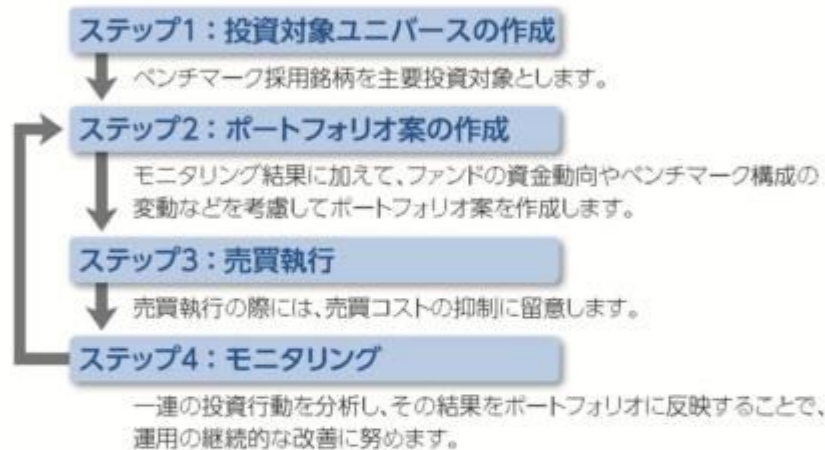 ステップ1：投資対象ユニバースの作成
ベンチマーク採用銘柄を主要投資対象とします。
ステップ2：ポートフォリオ案の作成
モニタリング結果に加えて、ファンドの資金動向やベンチマーク構成の
変動などを考慮してポートフォリオ案を作成します。
ステップ3：売買執行
売買執行の際には、売買コストの抑制に留意します。
ステップ4：モニタリング
一連の投資行動を分析し、その結果をポートフォリオに反映することで、
運用の継続的な改善に努めます。